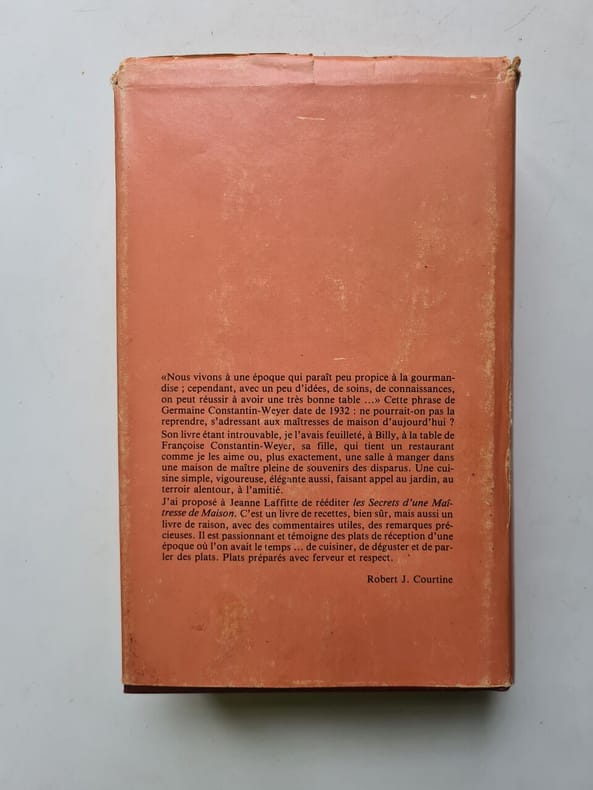 «Nous vivons à une époque qui paraît peu propice à la gourman-
dise ; cependant, avec un peu d'idées, de soins, de connaissances,
on peut réussir à avoir une très bonne table ...» Cette phrase de
Germaine Constantin-Weyer date de 1932 : ne pourrait-on pas la
reprendre, s'adressant aux maîtresses de maison d'aujourd'hui ?
Son livre étant introuvable, je l'avais feuilleté, à Billy, à la table de
Françoise Constantin-Weyer, sa fille, qui tient un restaurant
comme je les aime ou, plus exactement, une salle à manger dans
une maison de maître pleine de souvenirs des disparus. Une cui-
sine simple, vigoureuse, élégante aussi, faisant appel au jardin, au
terroir alentour, à l'amitié.
J'ai proposé à Jeanne Laffitte de rééditer les Secrets d'une Maî-
tresse de Maison. C'est un livre de recettes, bien sûr, mais aussi un
livre de raison, avec des commentaires utiles, des remarques pré-
cieuses. Il est passionnant et témoigne des plats de réception d'une
époque où l'on avait le temps ... de cuisiner, de déguster et de par-
ler des plats. Plats préparés avec ferveur et respect.
Robert J. Courtine